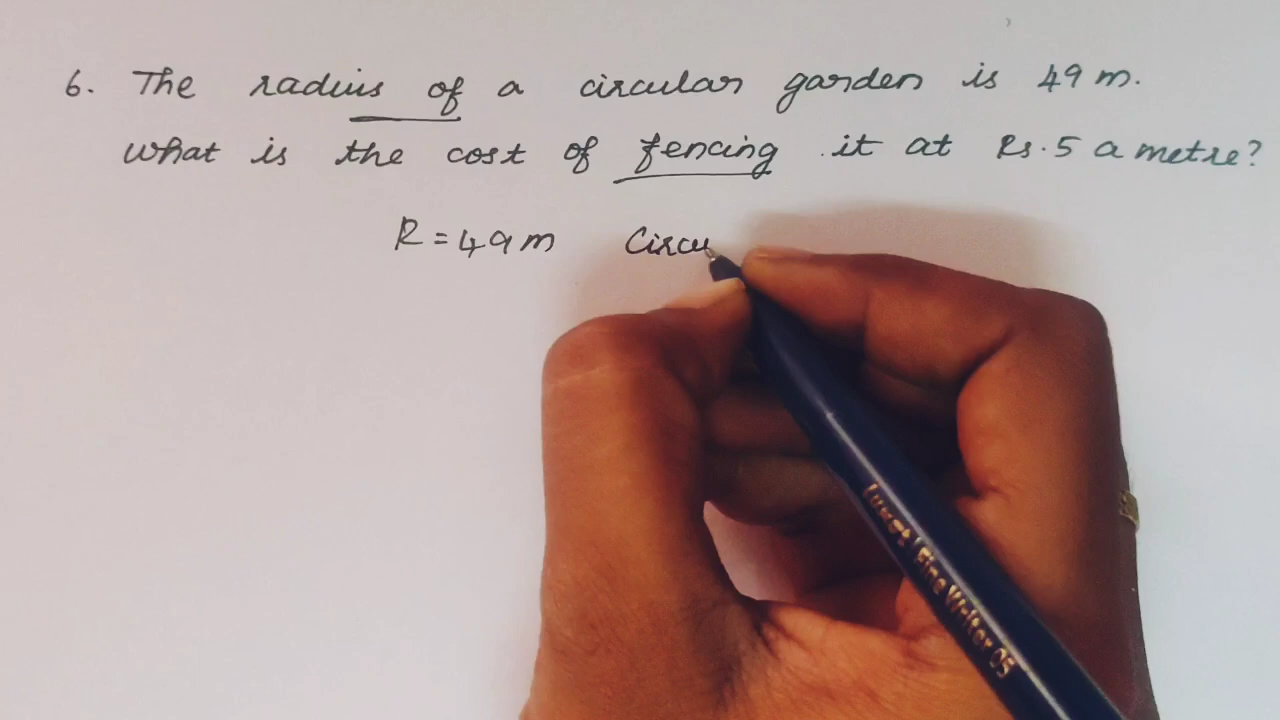 6. The radius of a circular garden is 49 m.
What is the cost of fencing it at Rs. 5 a metre?
R = 49 m Circu
Fine Writer 05